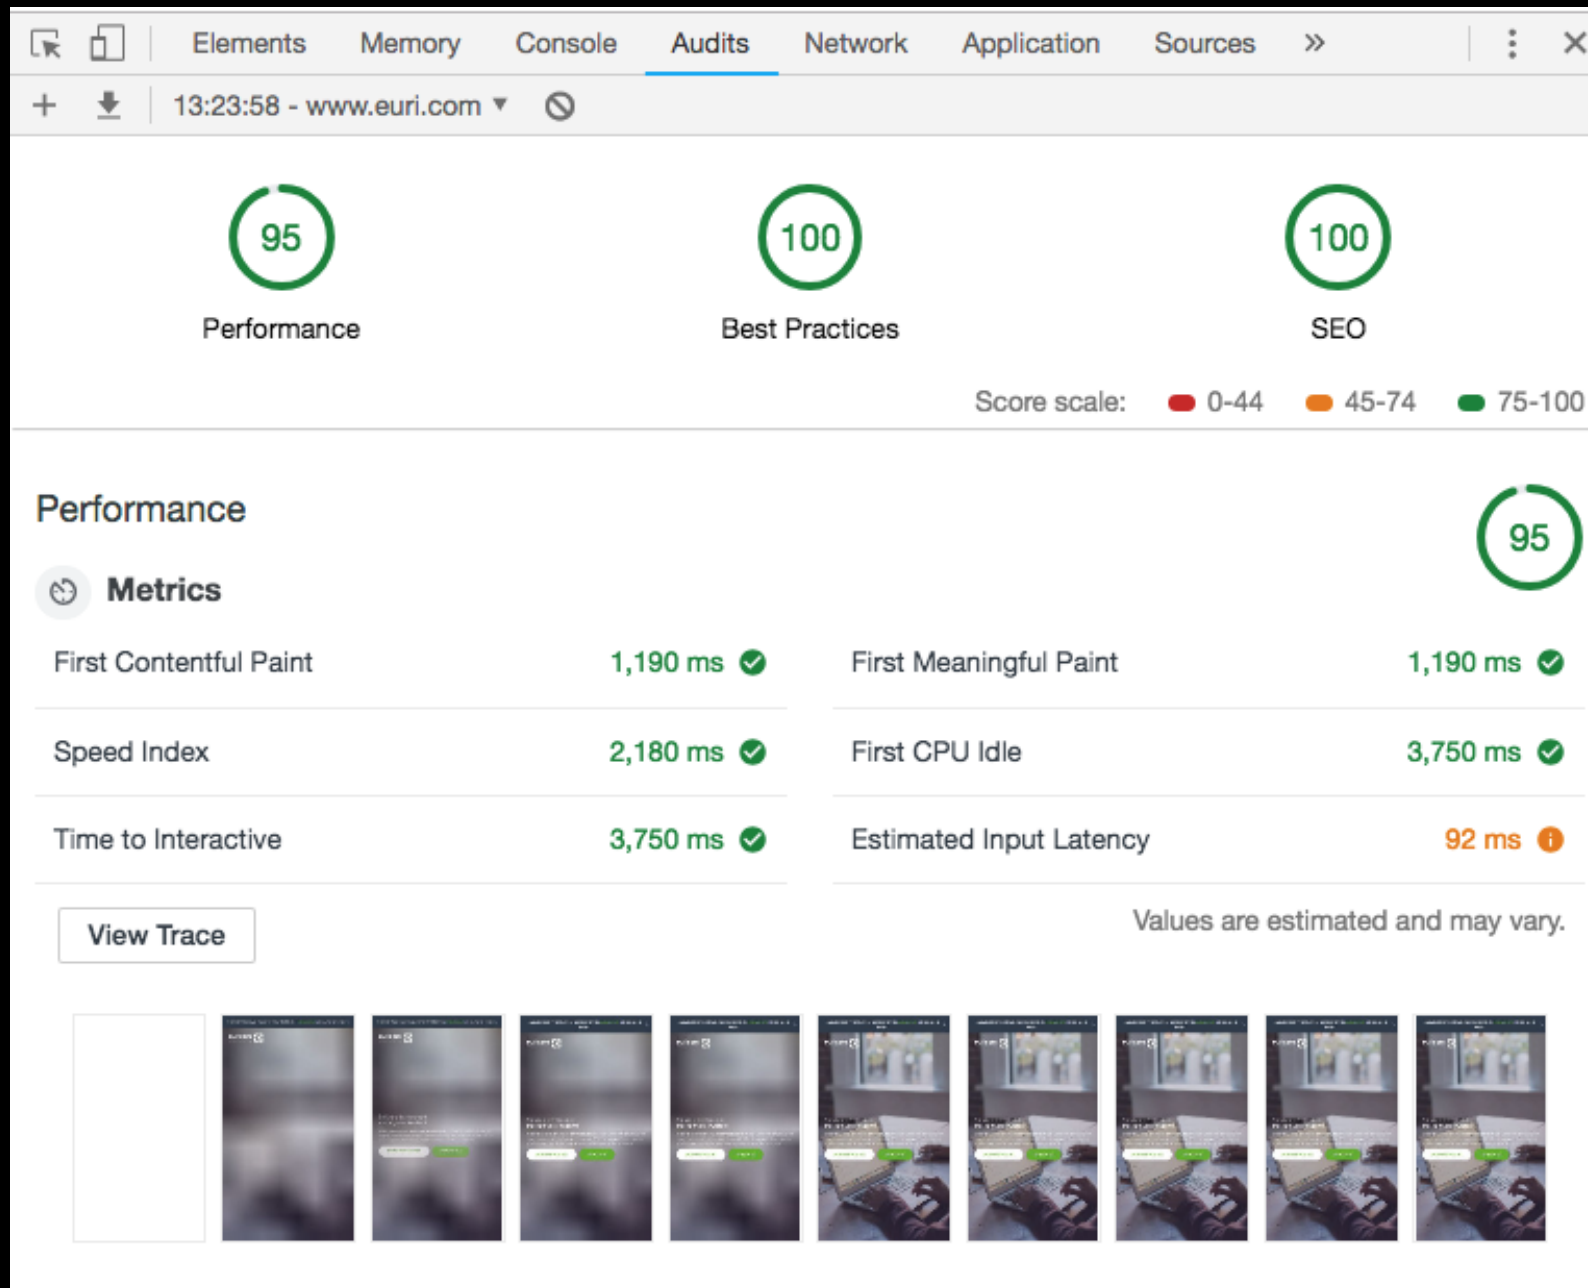 Elements Memory Console Audits Network Application Sources »
13:23:58 - www.euri.com
95 100 100
Performance Best Practices SEO
Score scale: 0-44 45-74 75-100
Performance 95
Metrics
First Contentful Paint 1,190 ms First Meaningful Paint 1,190 ms
Speed Index 2,180 ms First CPU Idle 3,750 ms
Time to Interactive 3,750 ms Estimated Input Latency 92 ms
View Trace Values are estimated and may vary.